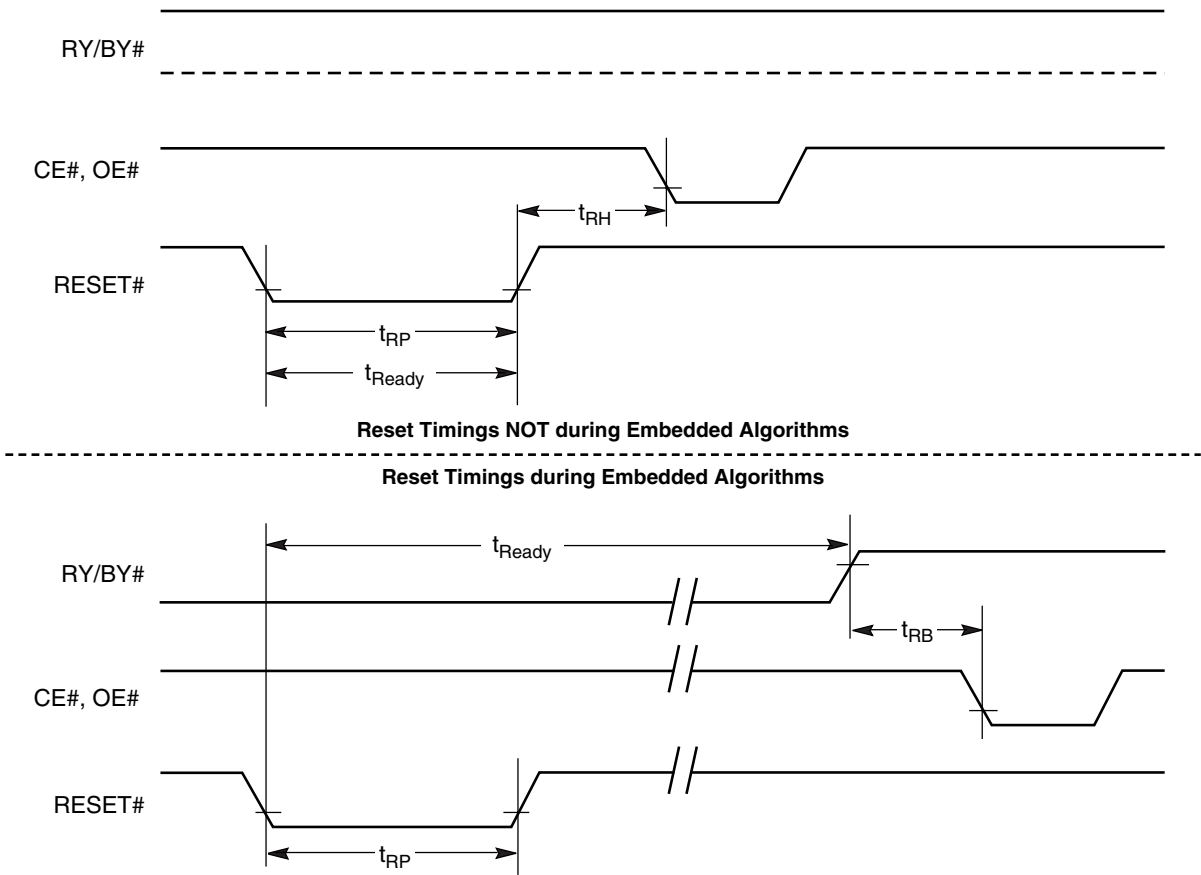 RY/BY#
CE#, OE#
tRH
RESET#
tRP
tReady
Reset Timings NOT during Embedded Algorithms
Reset Timings during Embedded Algorithms
tReady
RY/BY#
tRB
CE#, OE#
RESET#
tRP